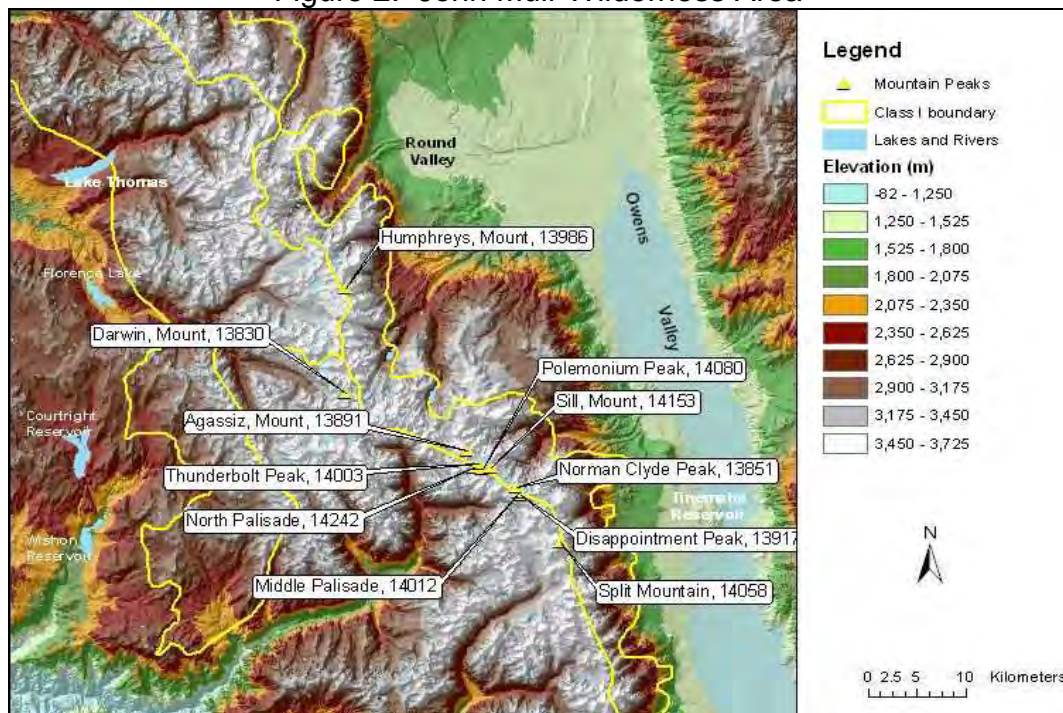 Figure 2. John Muir Wilderness Area
Round
Valley
Lake Thomas
Owens
Valley
Humphreys, Mount, 13986
Florence Lake
Darwin, Mount, 13830
Polemonium Peak, 14080
Sill, Mount, 14153
Agassiz, Mount, 13891
Courtright
Reservoir
Thunderbolt Peak, 14003
Norman Clyde Peak, 13851
Tinemaha
Reservoir
North Palisade, 14242
Disappointment Peak, 13917
Wishon
Reservoir
Middle Palisade, 14012
Split Mountain, 14058
Legend
Mountain Peaks
Class I boundary
Lakes and Rivers
Elevation (m)
-82 - 1,250
1,250 - 1,525
1,525 - 1,800
1,800 - 2,075
2,075 - 2,350
2,350 - 2,625
2,625 - 2,900
2,900 - 3,175
3,175 - 3,450
3,450 - 3,725
N
0 2.5 5 10 Kilometers